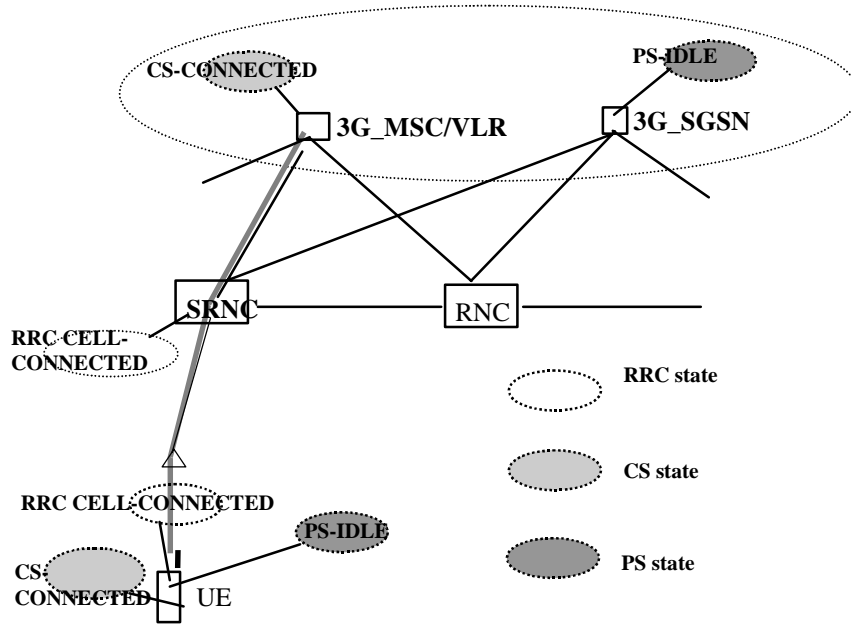 PS-IDLE
CS-CONNECTED
3G_MSC/VLR
3G_SGSN
SRNC
RNC
RRC CELL-
CONNECTED
RRC state
CS state
RRC CELL-CONNECTED
PS-IDLE
PS state
CS-
CONNECTED
UE